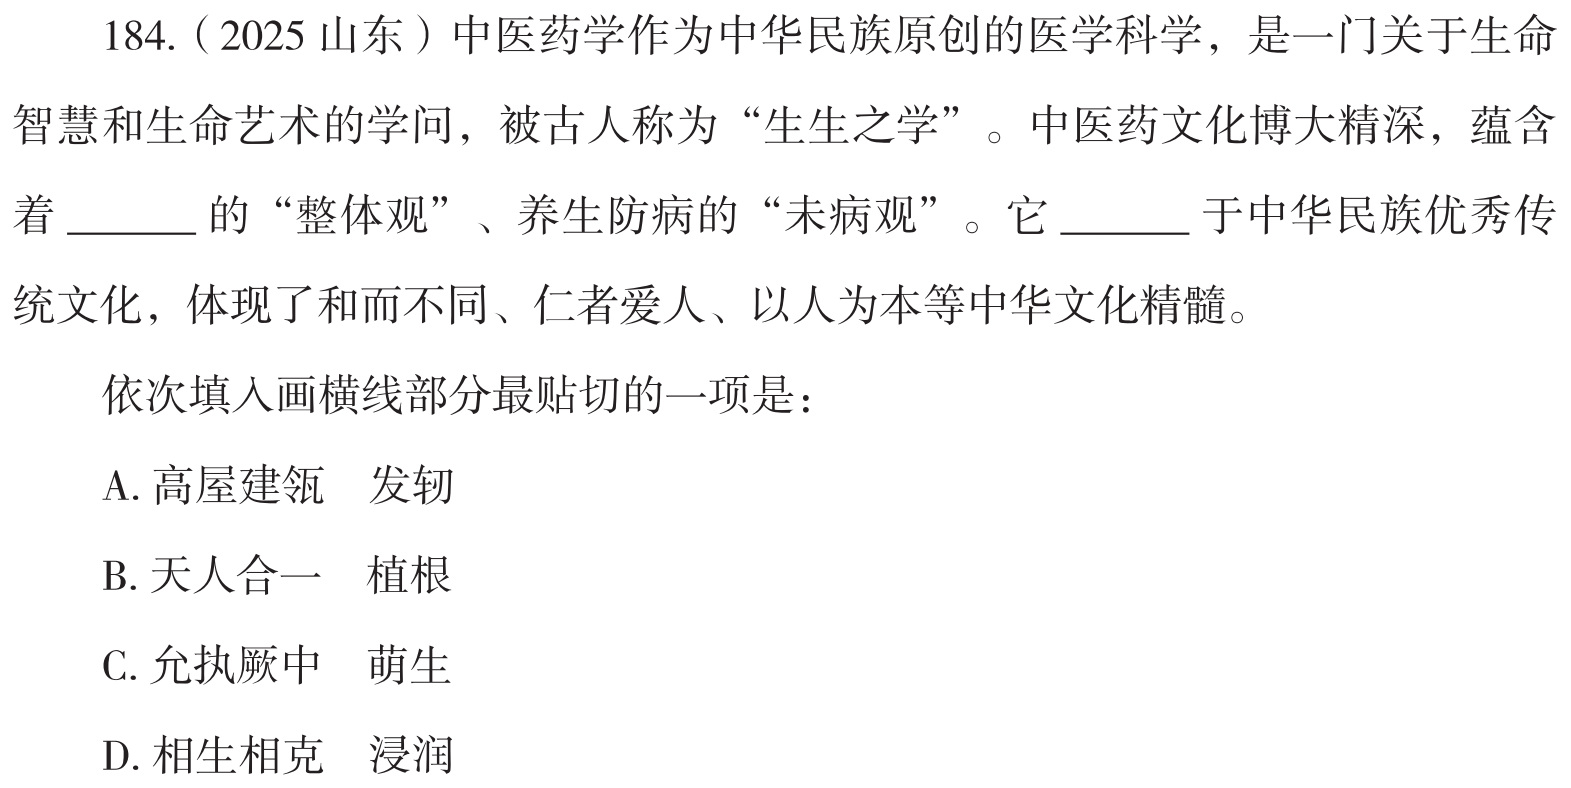 184.（2025 山东）中医药学作为中华民族原创的医学科学，是一门关于生命
智慧和生命艺术的学问，被古人称为“生生之学”。中医药文化博大精深，蕴含
着 ______ 的“整体观”、养生防病的“未病观”。它 ______ 于中华民族优秀传
统文化，体现了和而不同、仁者爱人、以人为本等中华文化精髓。
依次填入画横线部分最贴切的一项是：
A. 高屋建瓴　发轫
B. 天人合一　植根
C. 允执厥中　萌生
D. 相生相克　浸润